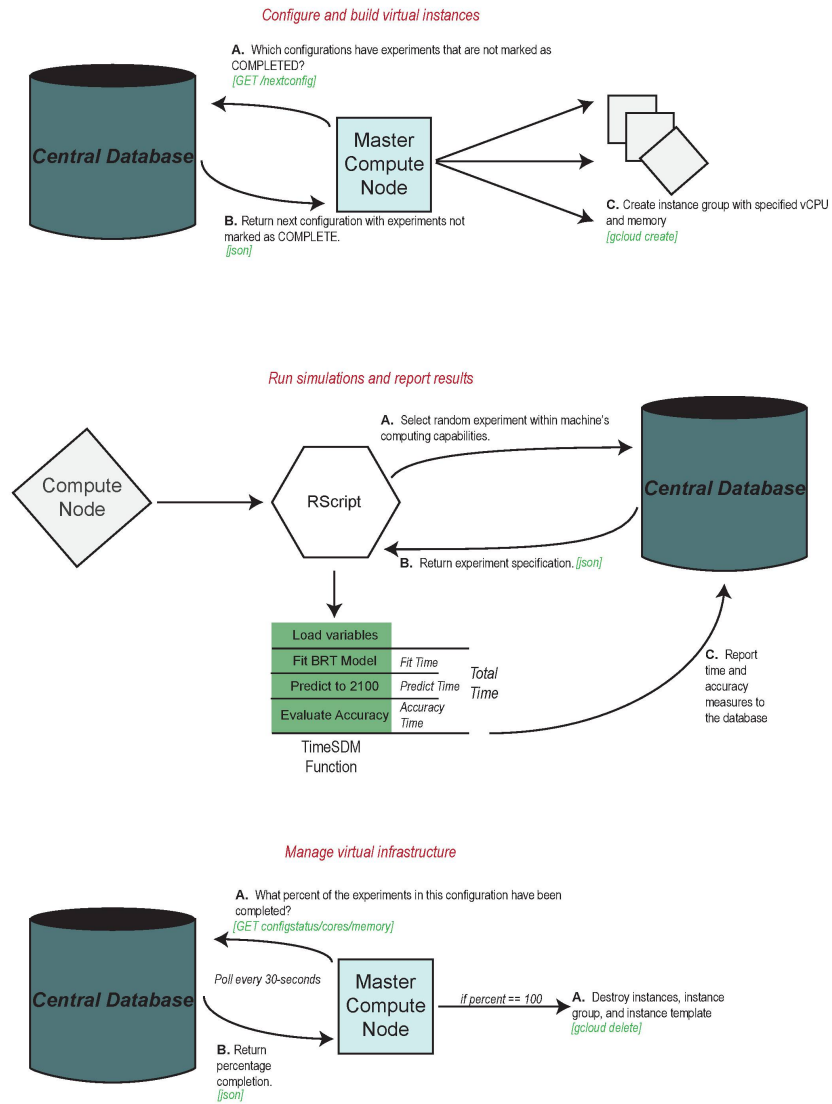 Configure and build virtual instances
A. Which configurations have experiments that are not marked as
COMPLETED?
[GET /nextconfig]
Central Database
Master
Compute
Node
B. Return next configuration with experiments not
marked as COMPLETE.
[json]
C. Create instance group with specified vCPU
and memory
[gcloud create]
Run simulations and report results
A. Select random experiment within machine's
computing capabilities.
Compute
Node
RScript
Central Database
B. Return experiment specification. [json]
Load variables
Fit BRT Model
Fit Time
Predict to 2100
Predict Time
Evaluate Accuracy
Accuracy
Time
Total
Time
TimeSDM
Function
C. Report
time and
accuracy
measures to
the database
Manage virtual infrastructure
A. What percent of the experiments in this configuration have been
completed?
[GET configstatus/cores/memory]
Central Database
Poll every 30-seconds
Master
Compute
Node
if percent == 100
A. Destroy instances, instance
group, and instance template
[gcloud delete]
B. Return
percentage
completion.
[json]